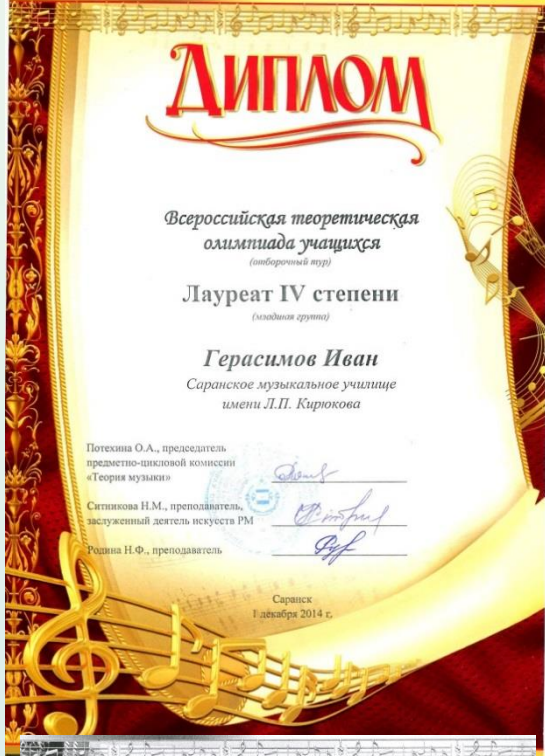 Диплом
Всероссийская теоретическая
олимпиада учащихся
(отборочный тур)
Лауреат IV степени
(младшая группа)
Герасимов Иван
Саранское музыкальное училище
имени Л.П. Кирюкова
Потехина О.А., председатель
предметно-цикловой комиссии
«Теория музыки»
Ситникова Н.М., преподаватель,
заслуженный деятель искусств РМ
Родина Н.Ф., преподаватель
Саранск
1 декабря 2014 г.